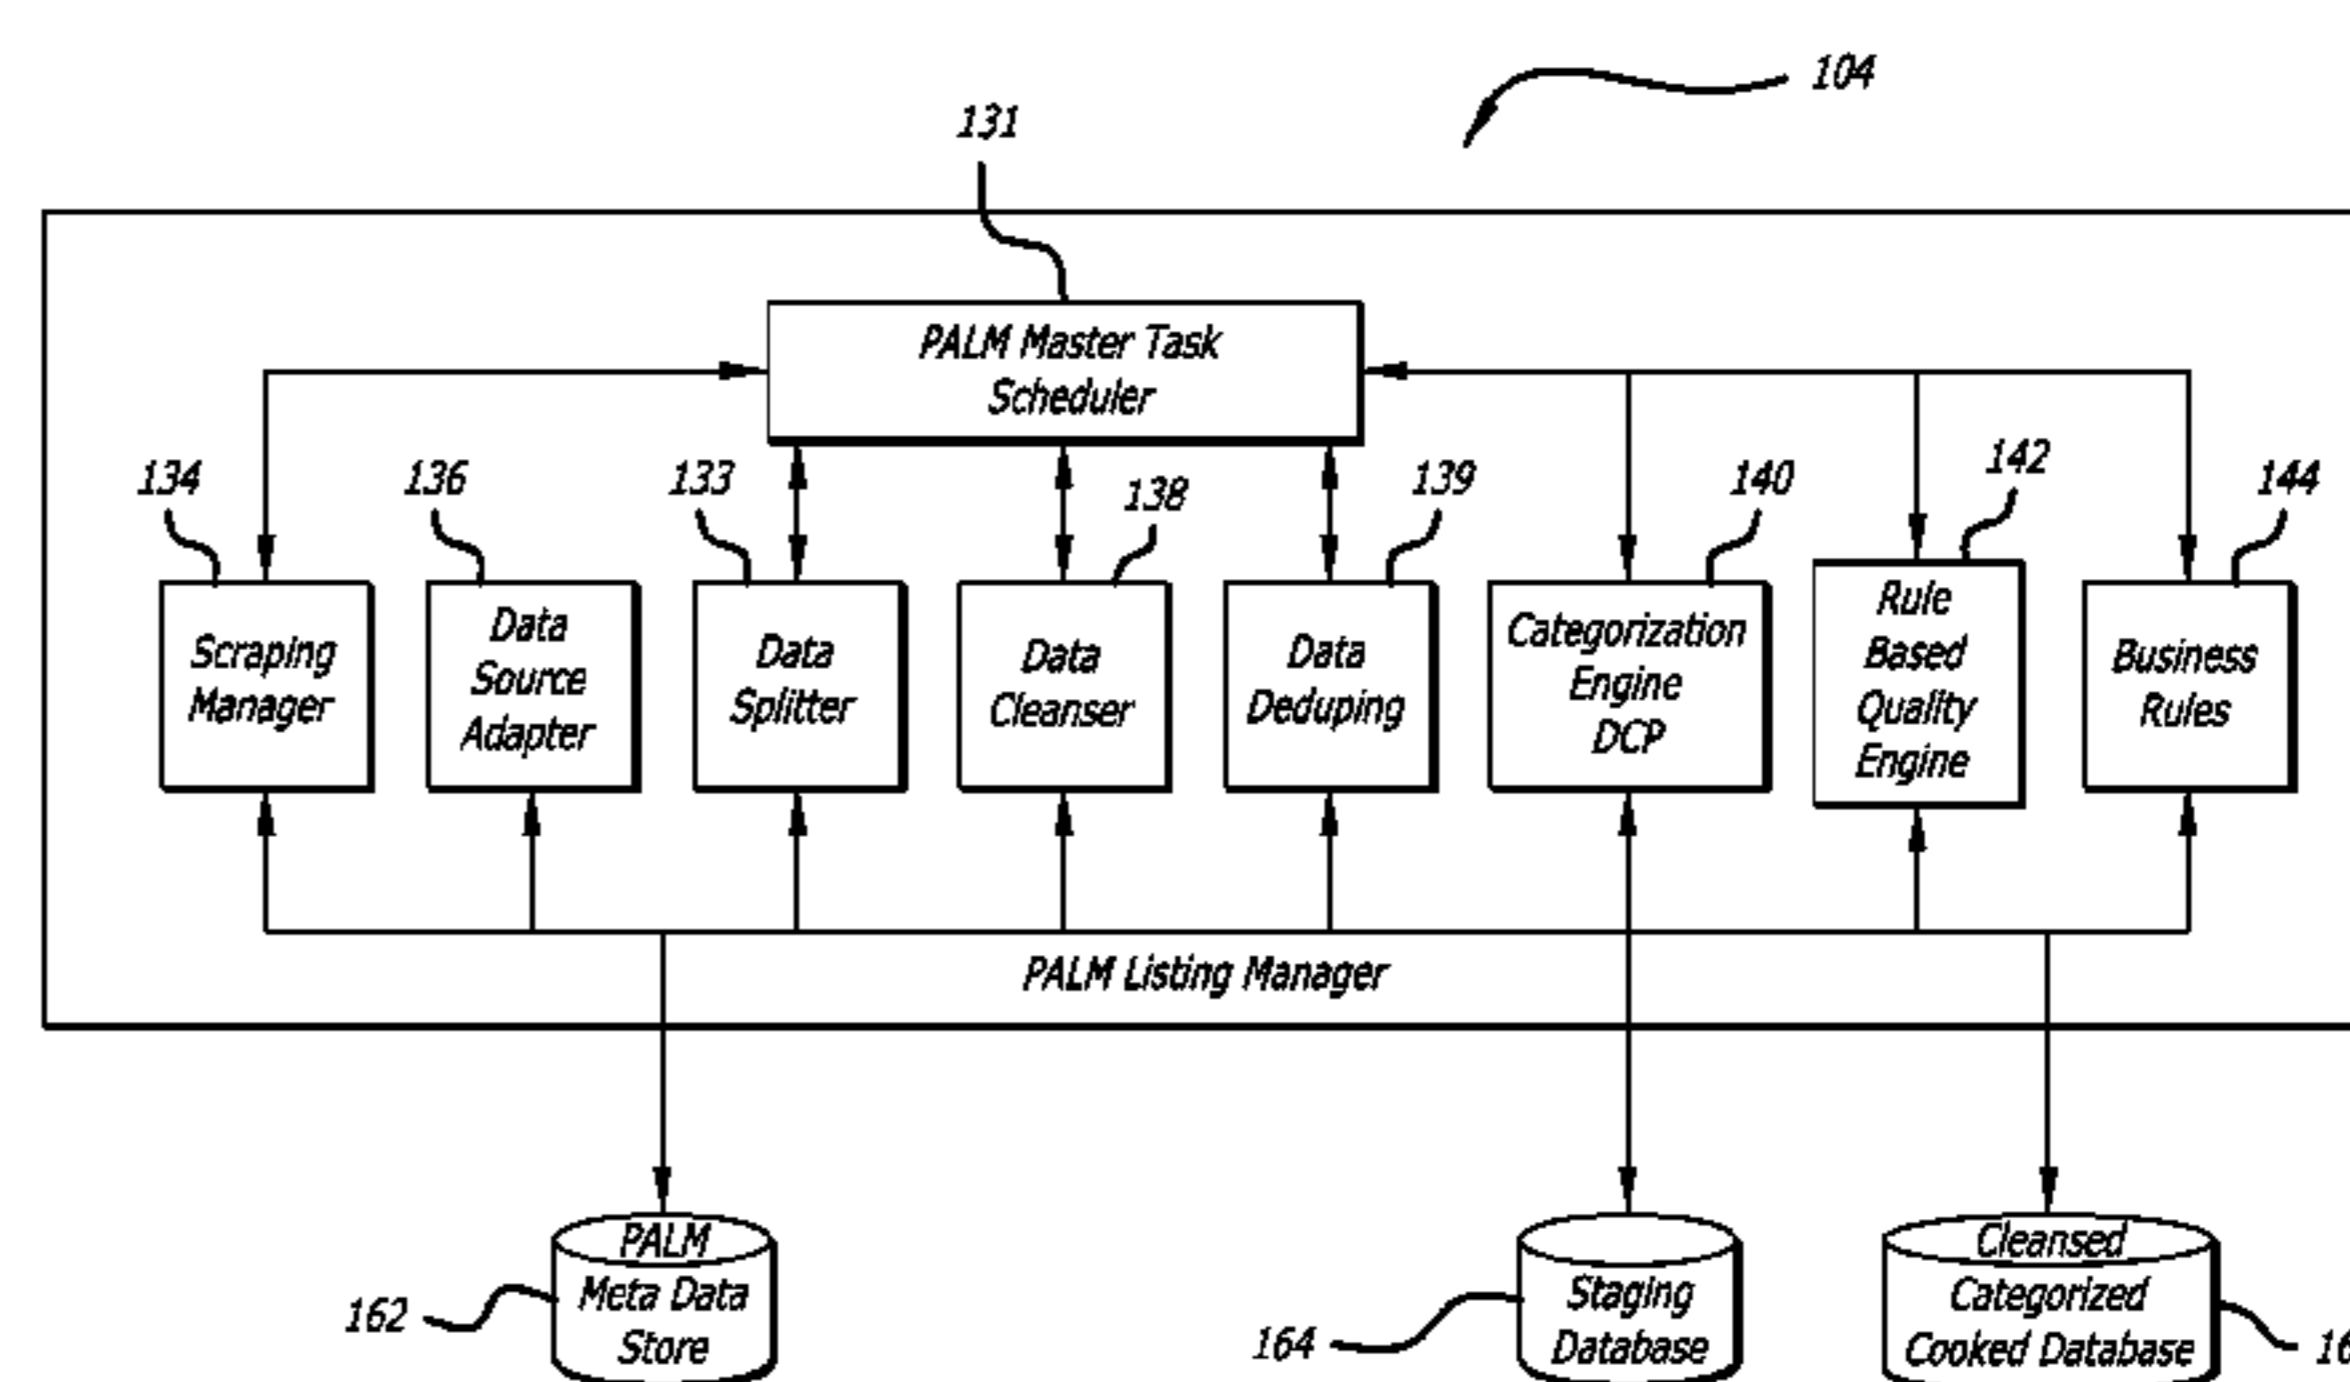 104
131
PALM Master Task
Scheduler
134
136
133
138
139
140
142
144
Scraping
Manager
Data
Source
Adapter
Data
Splitter
Data
Cleanser
Data
Deduping
Categorization
Engine
DCP
Rule
Based
Quality
Engine
Business
Rules
PALM Listing Manager
PALM
Meta Data
Store
162
Staging
Database
164
Cleansed
Categorized
Cooked Database